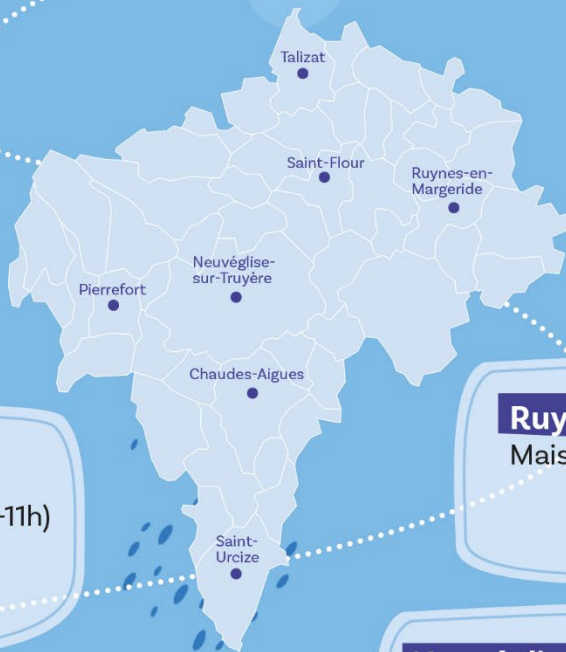 Talizat
Saint-Flour
Ruynes-en-
Margeride
Neuvéglise-
sur-Truyère
Pierrefort
Chaudes-Aigues
Ruy
Mais
-11h)
Saint-
Urcize